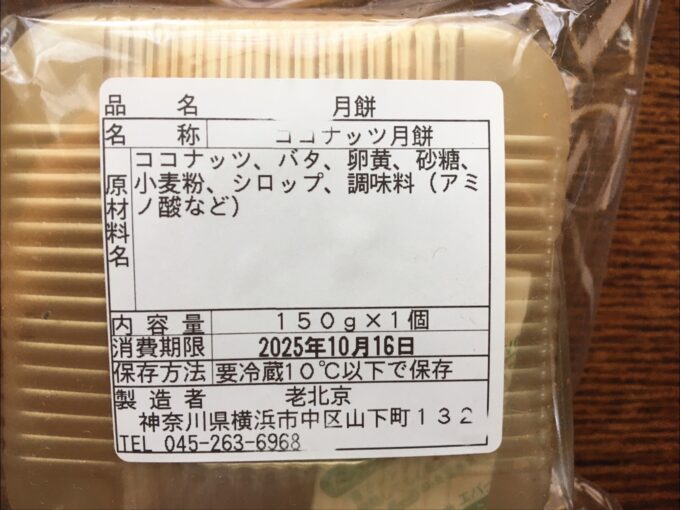 品名 月餅
名称 ココナッツ月餅
原材料名 ココナッツ、バタ、卵黄、砂糖、
小麦粉、シロップ、調味料（アミ
ノ酸など）
内容量 １５０ｇ×１個
消費期限 2025年10月16日
保存方法 要冷蔵１０℃以下で保存
製造者 老北京
神奈川県横浜市中区山下町１３２
TEL 045-263-6968